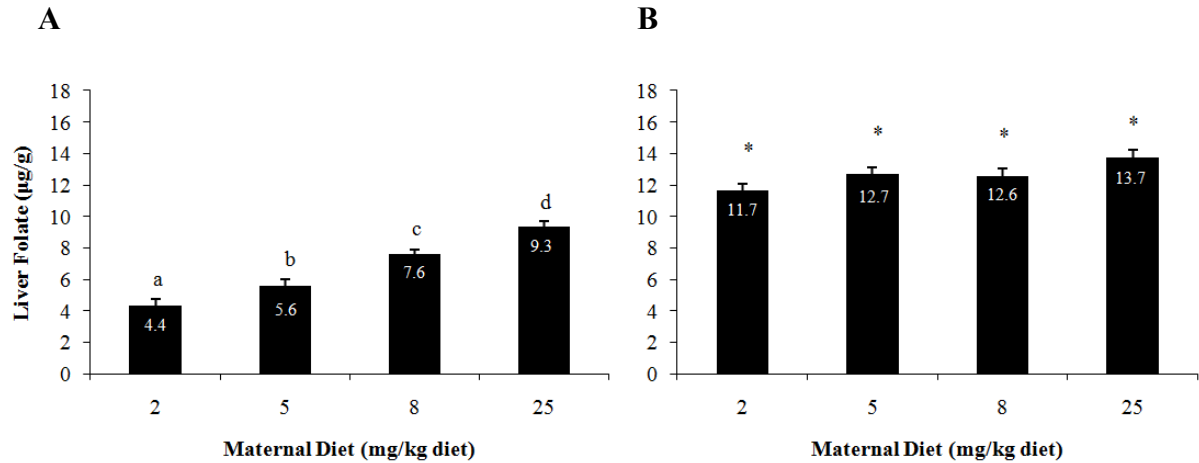 A
18
16
14
12
10
8
6
4
2
0
Liver Folate (µg/g)
a
b
c
d
4.4
5.6
7.6
9.3
2 5 8 25
Maternal Diet (mg/kg diet)
B
18
16
14
12
10
8
6
4
2
0
* * * *
11.7
12.7
12.6
13.7
2 5 8 25
Maternal Diet (mg/kg diet)